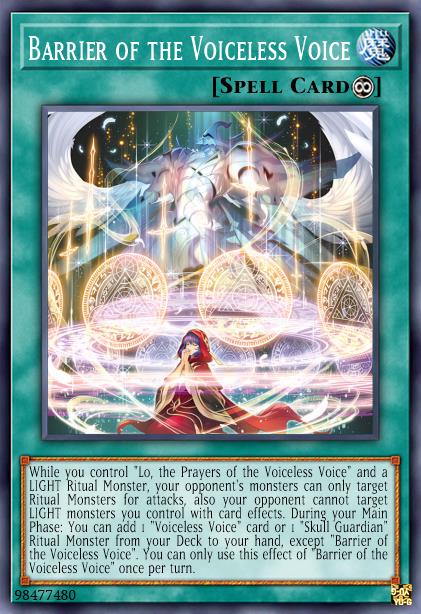 Barrier of the Voiceless Voice
魔
[Spell Card∞]
While you control "Lo, the Prayers of the Voiceless Voice" and a
LIGHT Ritual Monster, your opponent's monsters can only target
Ritual Monsters for attacks, also your opponent cannot target
LIGHT monsters you control with card effects. During your Main
Phase: You can add 1 "Voiceless Voice" card or 1 "Skull Guardian"
Ritual Monster from your Deck to your hand, except "Barrier of
the Voiceless Voice". You can only use this effect of "Barrier of the
Voiceless Voice" once per turn.
98477480